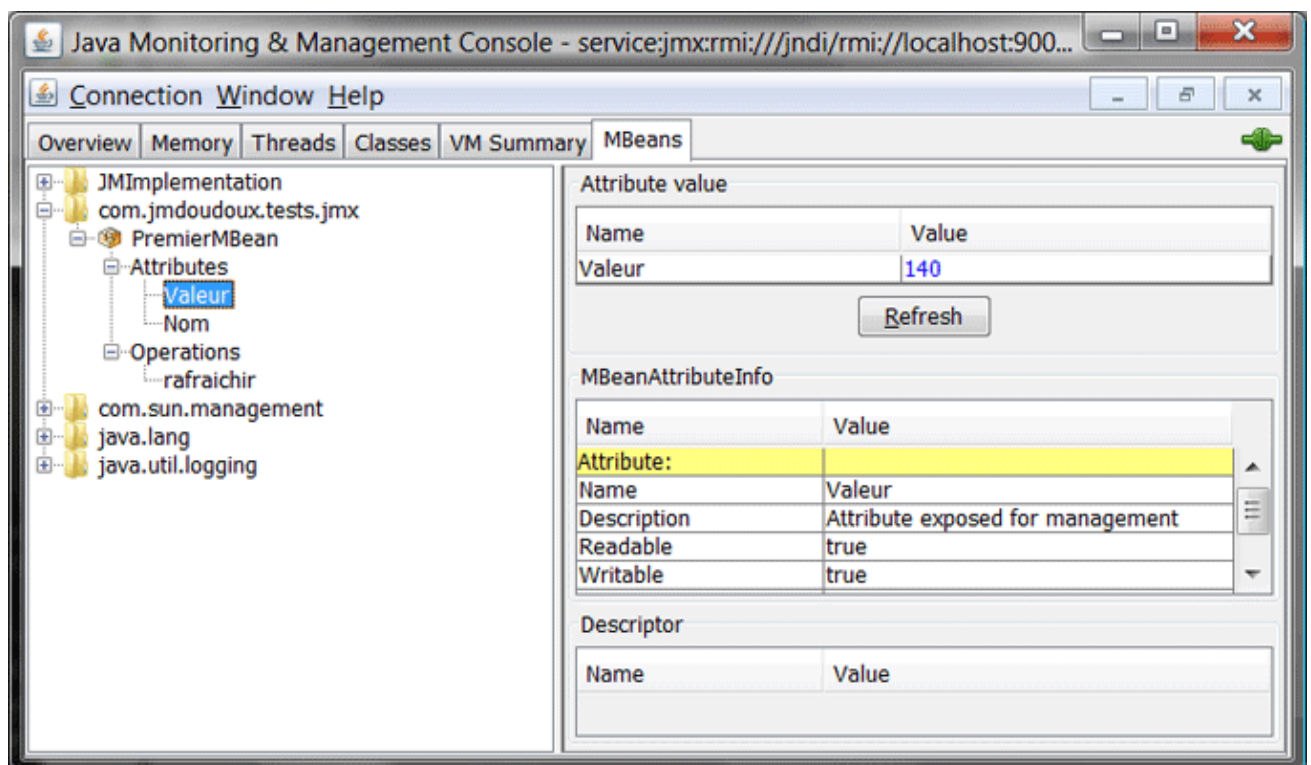 Java Monitoring & Management Console - service:jmx:rmi:///jndi/rmi://localhost:900...
Connection Window Help
Overview Memory Threads Classes VM Summary MBeans
JMImplementation
com.jmdoudoux.tests.jmx
PremierMBean
Attributes
Valeur
Nom
Operations
rafraichir
com.sun.management
java.lang
java.util.logging
Attribute value
Name Value
Valeur 140
Refresh
MBeanAttributeInfo
Name Value
Attribute:
Name Valeur
Description Attribute exposed for management
Readable true
Writable true
Descriptor
Name Value